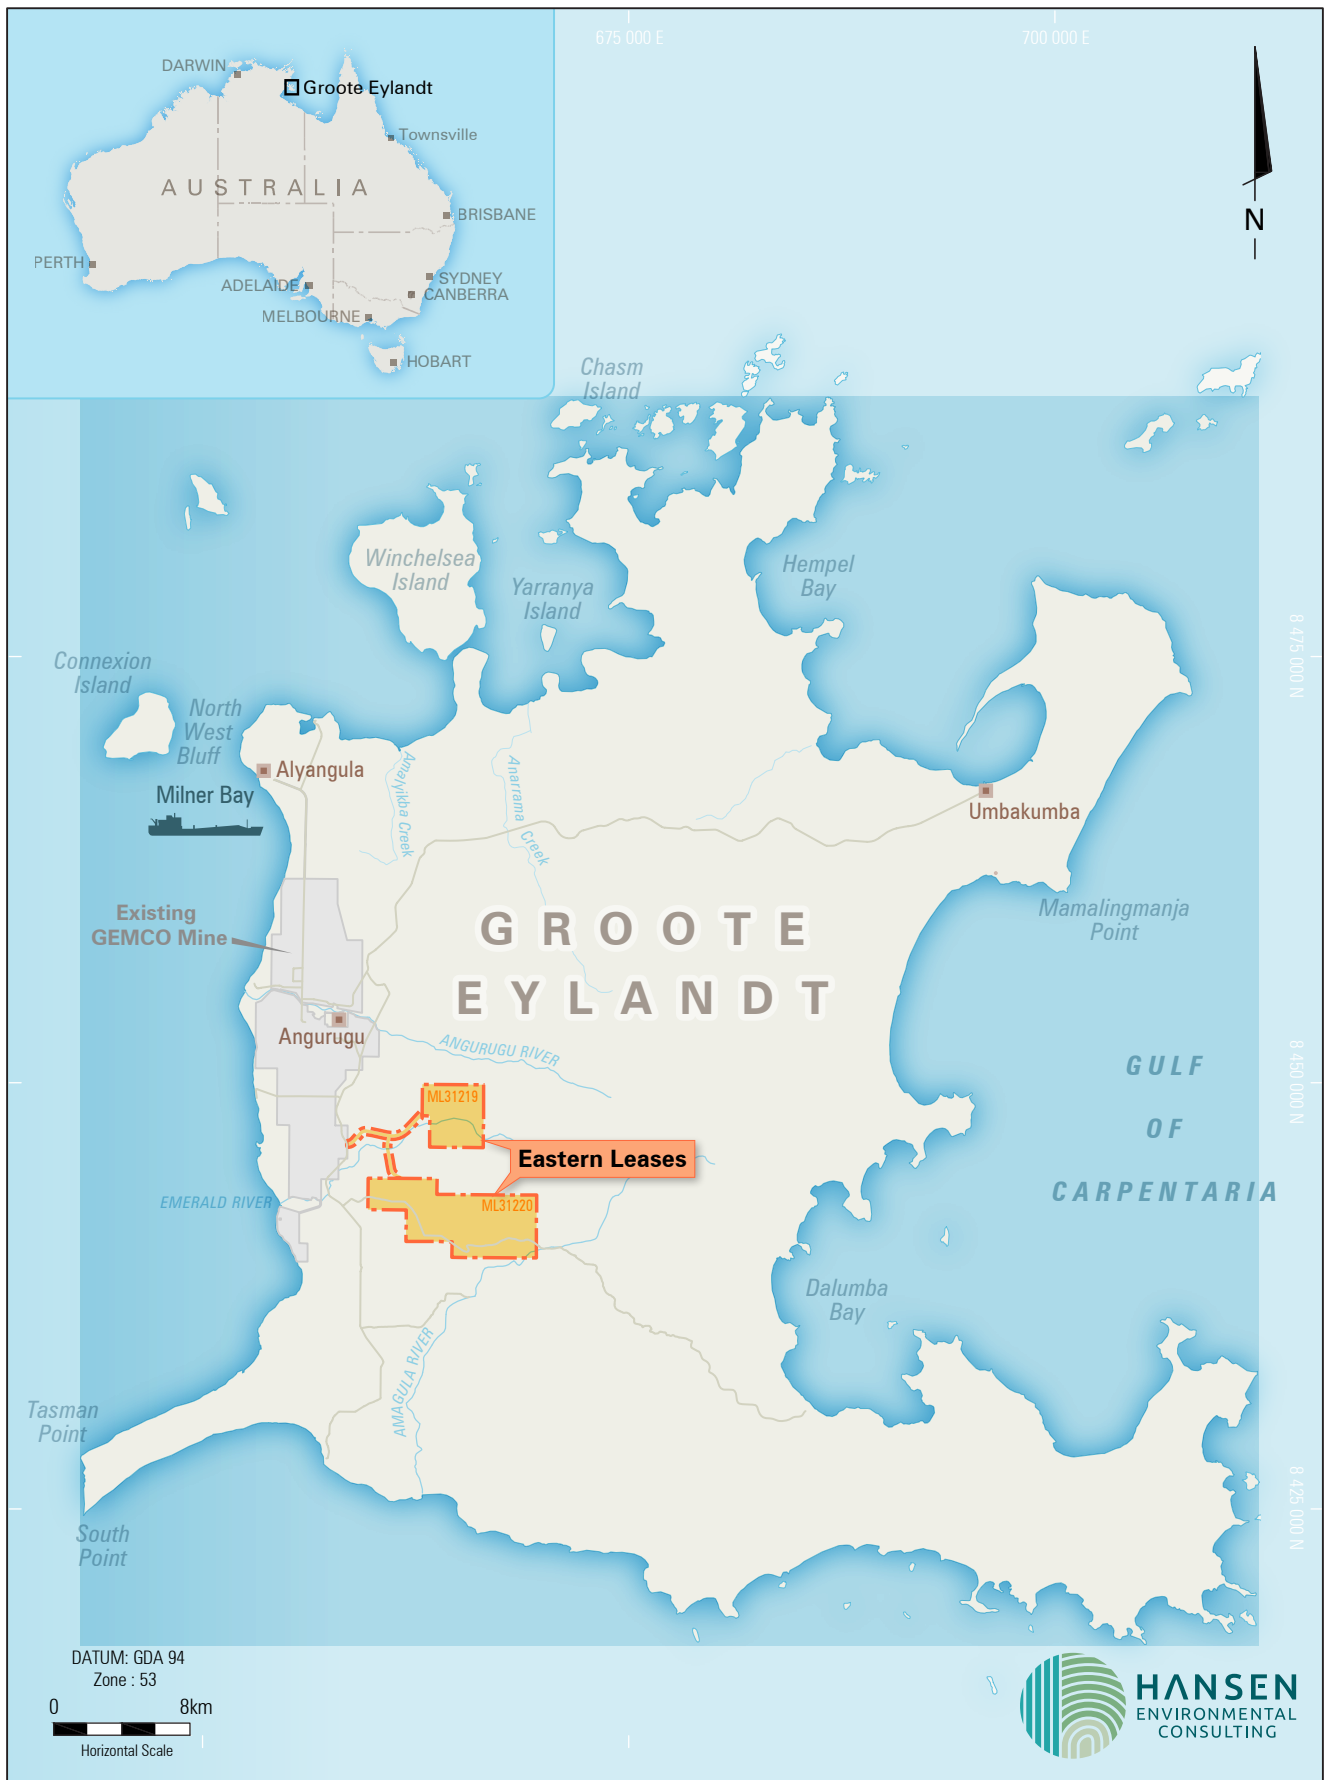 675 000 E
700 000 E
DARWIN
Groote Eylandt
Townsville
AUSTRALIA
BRISBANE
PERTH
SYDNEY
ADELAIDE
CANBERRA
MELBOURNE
HOBART
N
Chasm
Island
Winchelsea
Island
Yarranya
Island
Hempel
Bay
8 475 000 N
Connexion
Island
North
West
Bluff
Alyangula
Milner Bay
Amalyikba Creek
Anarrama Creek
Umbakumba
Existing
GEMCO Mine
GROOTE
EYLANDT
Mamalingmanja
Point
Angurugu
ANGURUGU RIVER
8 450 000 N
GULF
OF
CARPENTARIA
ML31219
Eastern Leases
EMERALD RIVER
ML31220
Dalumba
Bay
AMAGULA RIVER
Tasman
Point
8 425 000 N
South
Point
DATUM: GDA 94
Zone : 53
0 8km
Horizontal Scale
HANSEN
ENVIRONMENTAL
CONSULTING